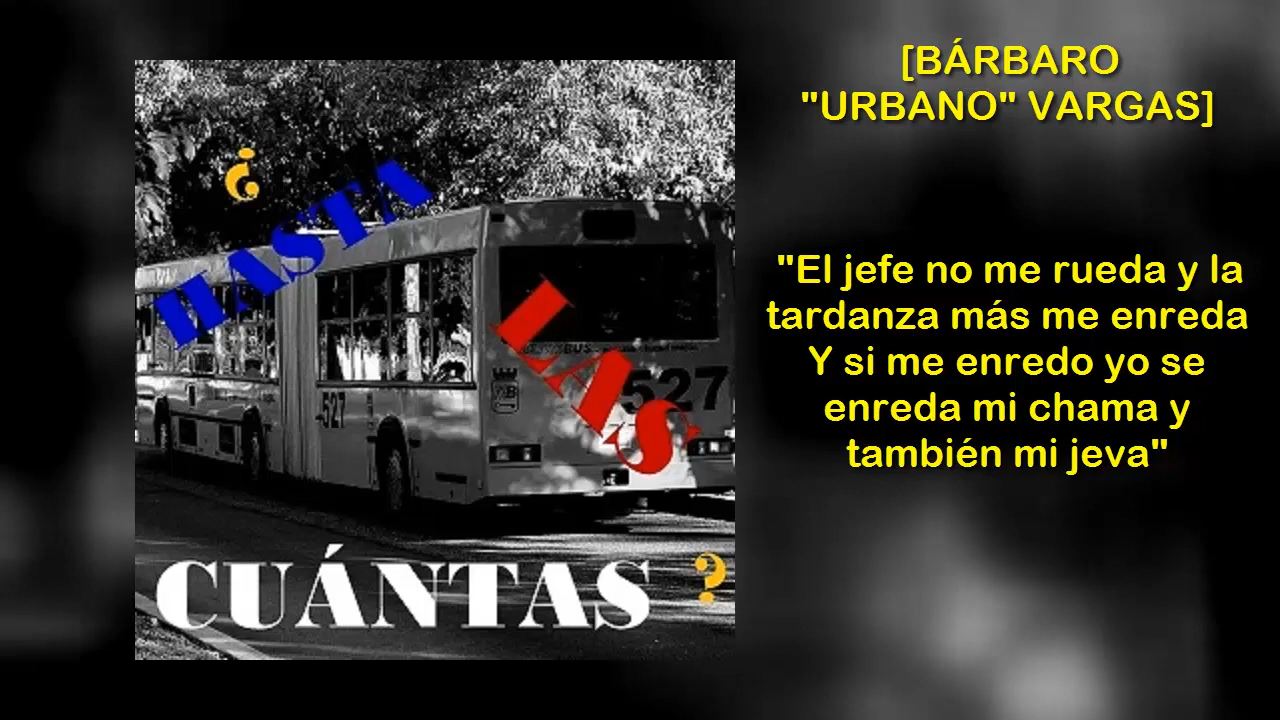 [BÁRBARO
"URBANO" VARGAS]
¿
HASTA
LAS
527
527
CUÁNTAS ?
"El jefe no me rueda y la
tardanza más me enreda
Y si me enredo yo se
enreda mi chama y
también mi jeva"